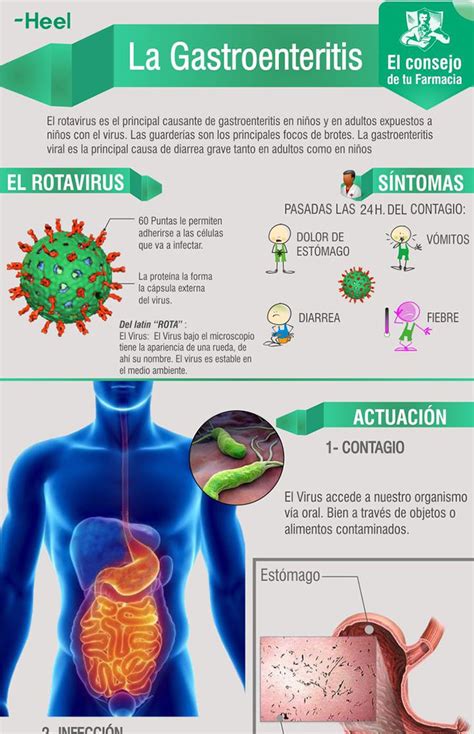 -Heel
La Gastroenteritis
El consejo
de tu Farmacia
El rotavirus es el principal causante de gastroenteritis en niños y en adultos expuestos a
niños con el virus. Las guarderías son los principales focos de brotes. La gastroenteritis
viral es la principal causa de diarrea grave tanto en adultos como en niños
EL ROTAVIRUS
60 Puntas le permiten
adherirse a las células
que va a infectar.
La proteína la forma
la cápsula externa
del virus.
Del latín “ROTA” :
El Virus: El Virus bajo el microscopio
tiene la apariencia de una rueda, de
ahí su nombre. El virus es estable en
el medio ambiente.
SÍNTOMAS
PASADAS LAS 24H. DEL CONTAGIO:
DOLOR DE
ESTÓMAGO
VÓMITOS
DIARREA
FIEBRE
ACTUACIÓN
1- CONTAGIO
El Virus accede a nuestro organismo
vía oral. Bien a través de objetos o
alimentos contaminados.
Estómago
2. INFECCIÓN